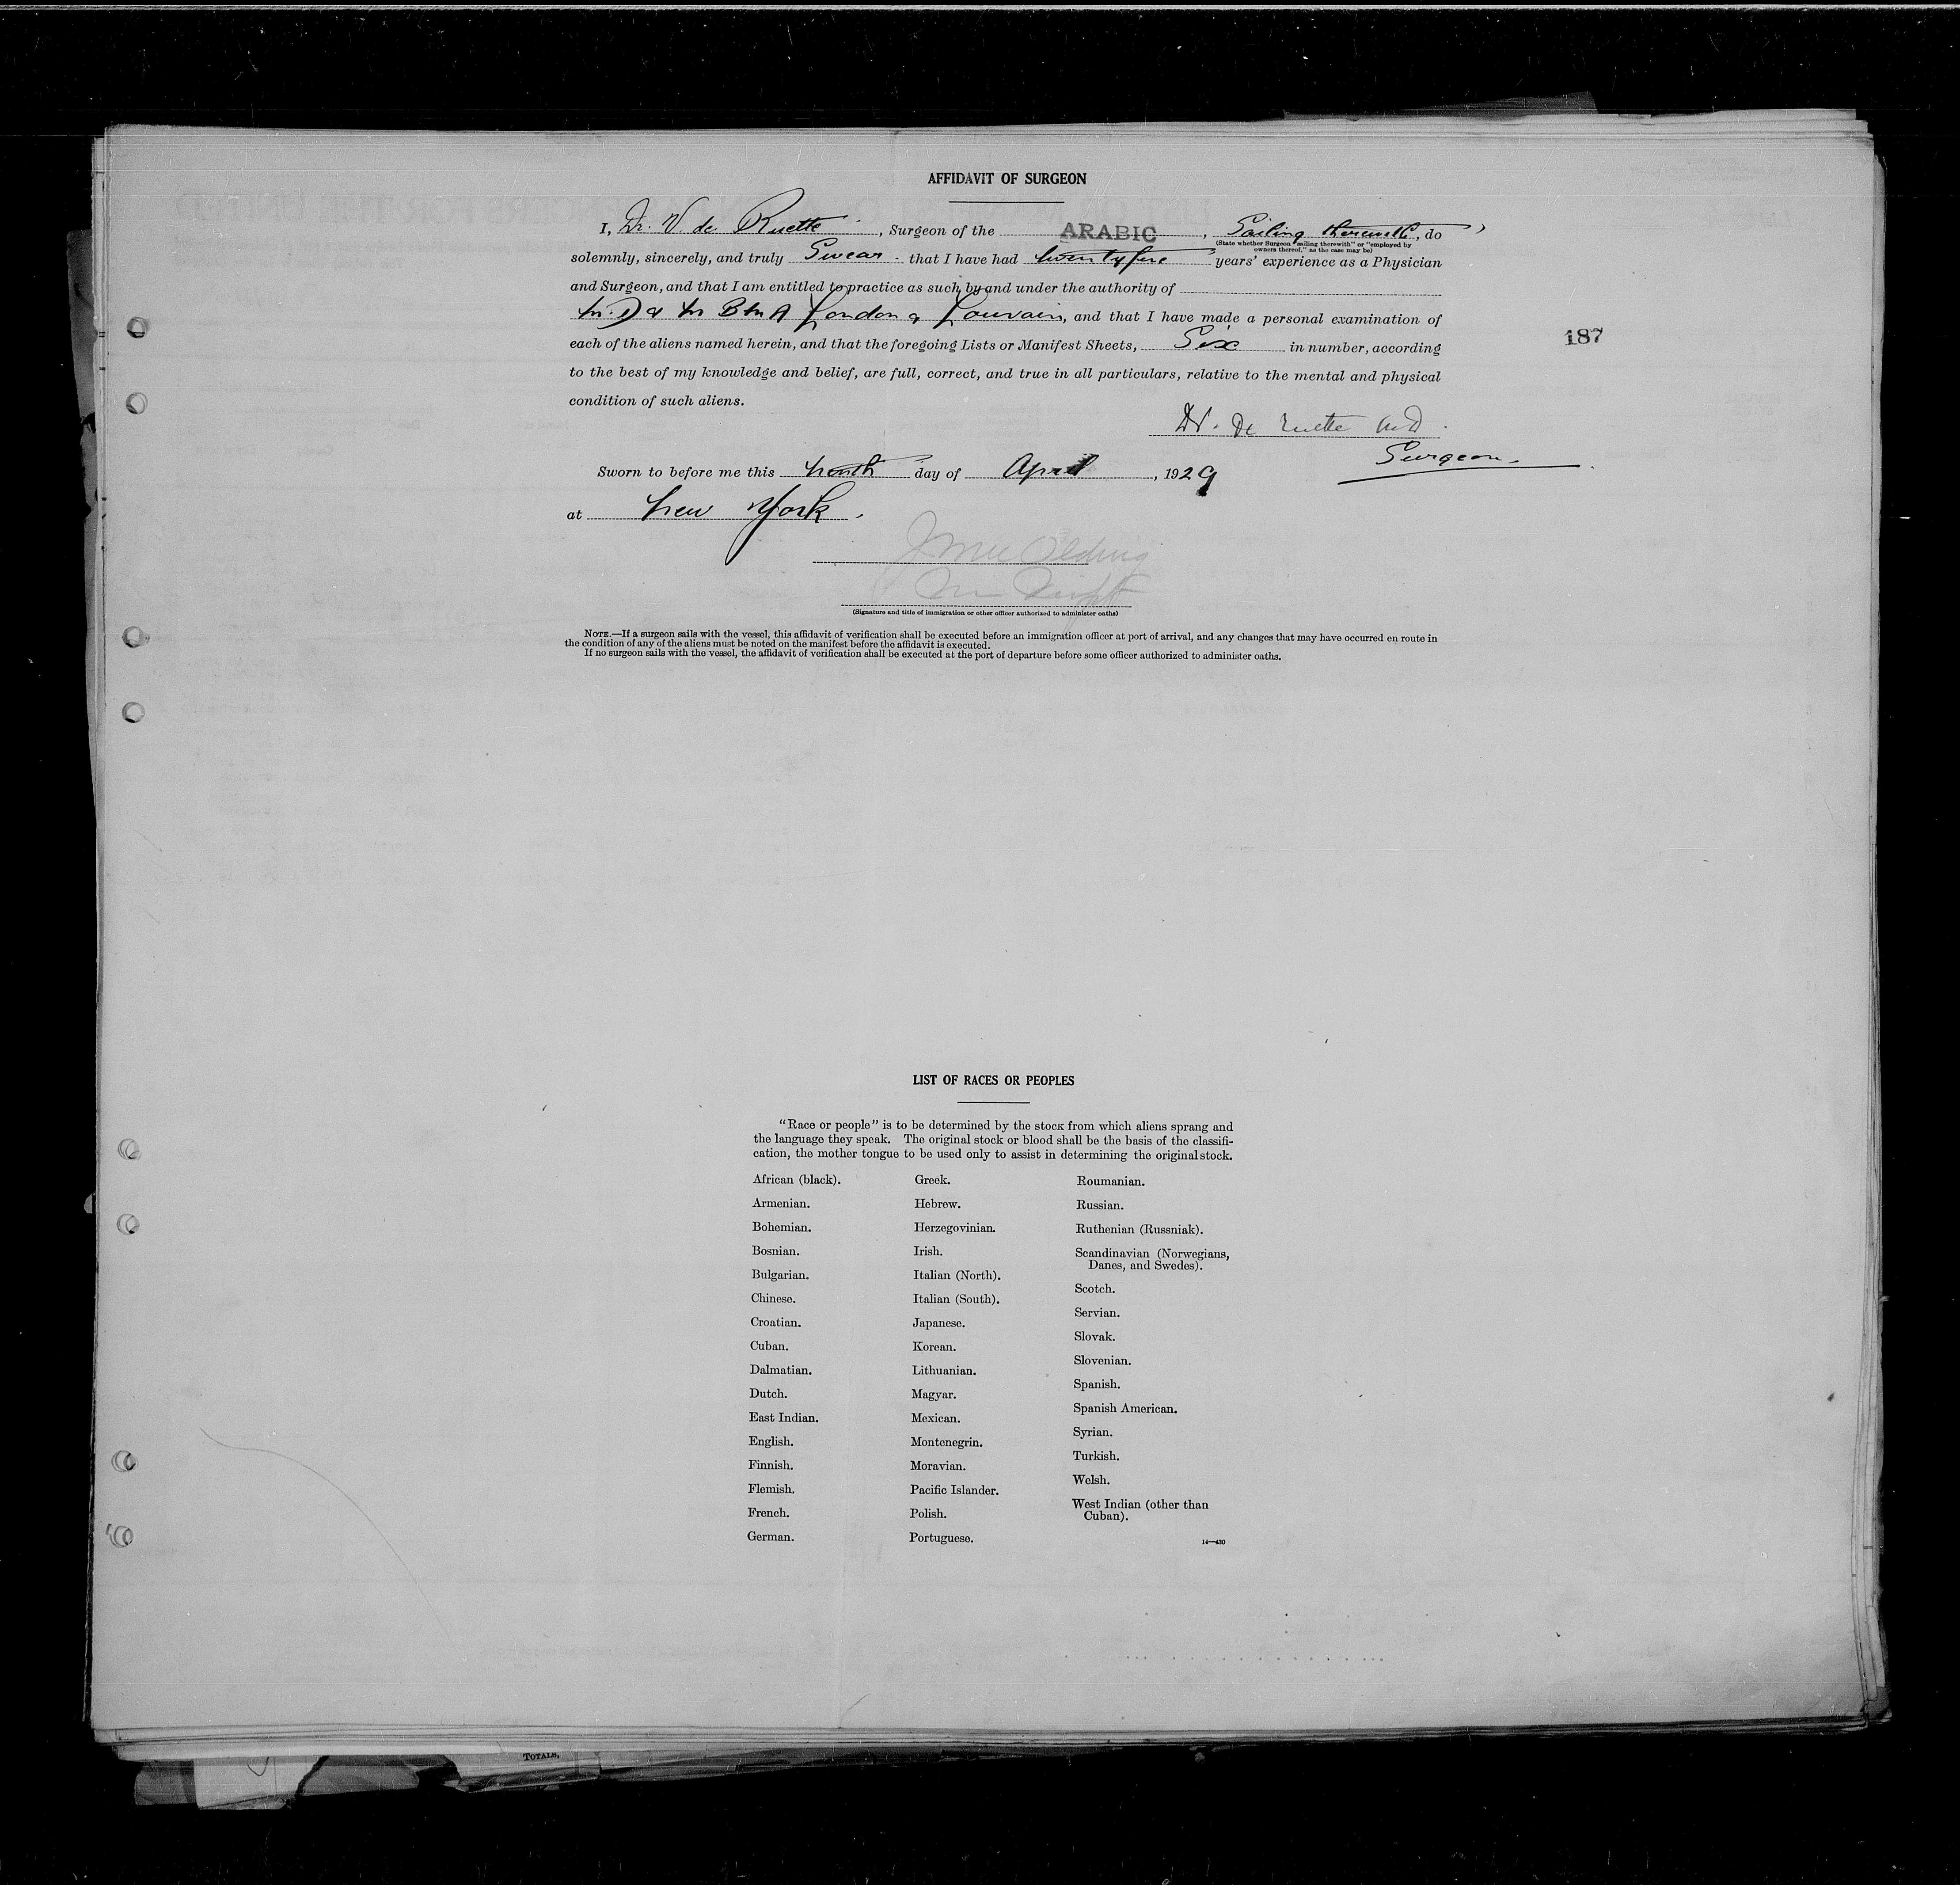 AFFIDAVIT OF SURGEON
I, Dr. V. de Ruette, Surgeon of the ARABIC, Sailing therewith, do
(State whether Surgeon "sailing therewith" or "employed by
owners thereof," as the case may be)
solemnly, sincerely, and truly Swear - that I have had twenty five years' experience as a Physician
and Surgeon, and that I am entitled to practice as such by and under the authority of
London & Louvain, and that I have made a personal examination of
187
each of the aliens named herein, and that the foregoing Lists or Manifest Sheets, Six in number, according
to the best of my knowledge and belief, are full, correct, and true in all particulars, relative to the mental and physical
condition of such aliens.
de Ruette MD.
Surgeon.
Sworn to before me this day of April, 1929
at New York.
(Signature and title of immigration or other officer authorized to administer oaths)
NOTE.—If a surgeon sails with the vessel, this affidavit of verification shall be executed before an immigration officer at port of arrival, and any changes that may have occurred en route in
the condition of any of the aliens must be noted on the manifest before the affidavit is executed.
If no surgeon sails with the vessel, the affidavit of verification shall be executed at the port of departure before some officer authorized to administer oaths.
LIST OF RACES OR PEOPLES
"Race or people" is to be determined by the stock from which aliens sprang and
the language they speak. The original stock or blood shall be the basis of the classifi-
cation, the mother tongue to be used only to assist in determining the original stock.
African (black).
Armenian.
Bohemian.
Bosnian.
Bulgarian.
Chinese.
Croatian.
Cuban.
Dalmatian.
Dutch.
East Indian.
English.
Finnish.
Flemish.
French.
German.
Greek.
Hebrew.
Herzegovinian.
Irish.
Italian (North).
Italian (South).
Japanese.
Korean.
Lithuanian.
Magyar.
Mexican.
Montenegrin.
Moravian.
Pacific Islander.
Polish.
Portuguese.
Roumanian.
Russian.
Ruthenian (Russniak).
Scandinavian (Norwegians,
Danes, and Swedes).
Scotch.
Servian.
Slovak.
Slovenian.
Spanish.
Spanish American.
Syrian.
Turkish.
Welsh.
West Indian (other than
Cuban).
14—430
TOTALS,